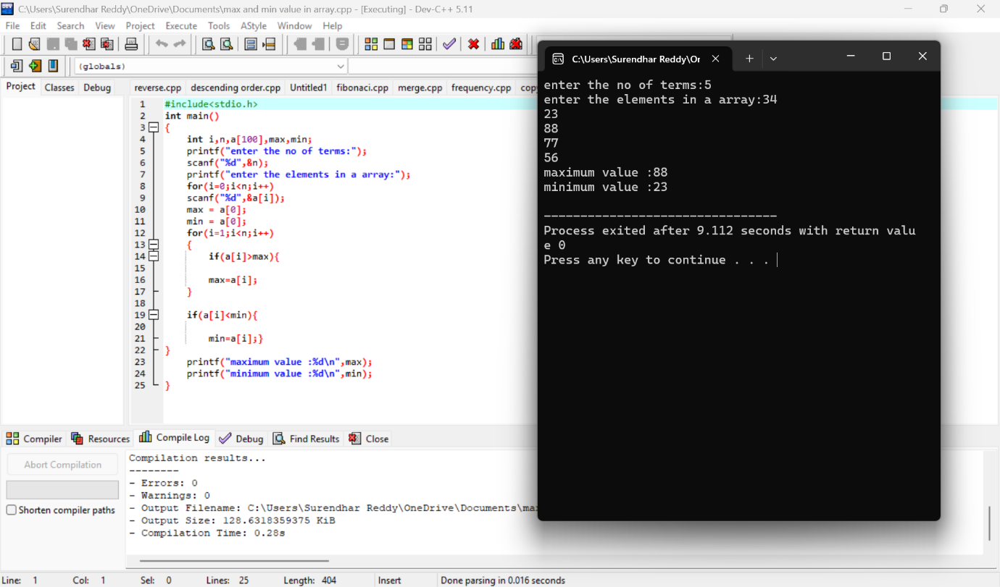 C:\Users\Surendhar Reddy\OneDrive\Documents\max and min value in array.cpp - [Executing] - Dev-C++ 5.11
File Edit Search View Project Execute Tools AStyle Window Help
(globals)
Project Classes Debug
reverse.cpp descending order.cpp Untitled1 fibonaci.cpp merge.cpp frequency.cpp cop
1 #include<stdio.h>
2 int main()
3 {
4 int i,n,a[100],max,min;
5 printf("enter the no of terms:");
6 scanf("%d",&n);
7 printf("enter the elements in a array:");
8 for(i=0;i<n;i++)
9 scanf("%d",&a[i]);
10 max = a[0];
11 min = a[0];
12 for(i=1;i<n;i++)
13 {
14 if(a[i]>max){
15
16 max=a[i];
17 }
18
19 if(a[i]<min){
20
21 min=a[i];}
22 }
23 printf("maximum value :%d\n",max);
24 printf("minimum value :%d\n",min);
25 }
C:\Users\Surendhar Reddy\Or
enter the no of terms:5
enter the elements in a array:34
23
88
77
56
maximum value :88
minimum value :23
--------------------------------
Process exited after 9.112 seconds with return valu
e 0
Press any key to continue . . .
Compiler Resources Compile Log Debug Find Results Close
Abort Compilation
Shorten compiler paths
Compilation results...
--------
- Errors: 0
- Warnings: 0
- Output Filename: C:\Users\Surendhar Reddy\OneDrive\Documents\ma
- Output Size: 128.6318359375 KiB
- Compilation Time: 0.28s
Line: 1 Col: 1 Sel: 0 Lines: 25 Length: 404 Insert Done parsing in 0.016 seconds